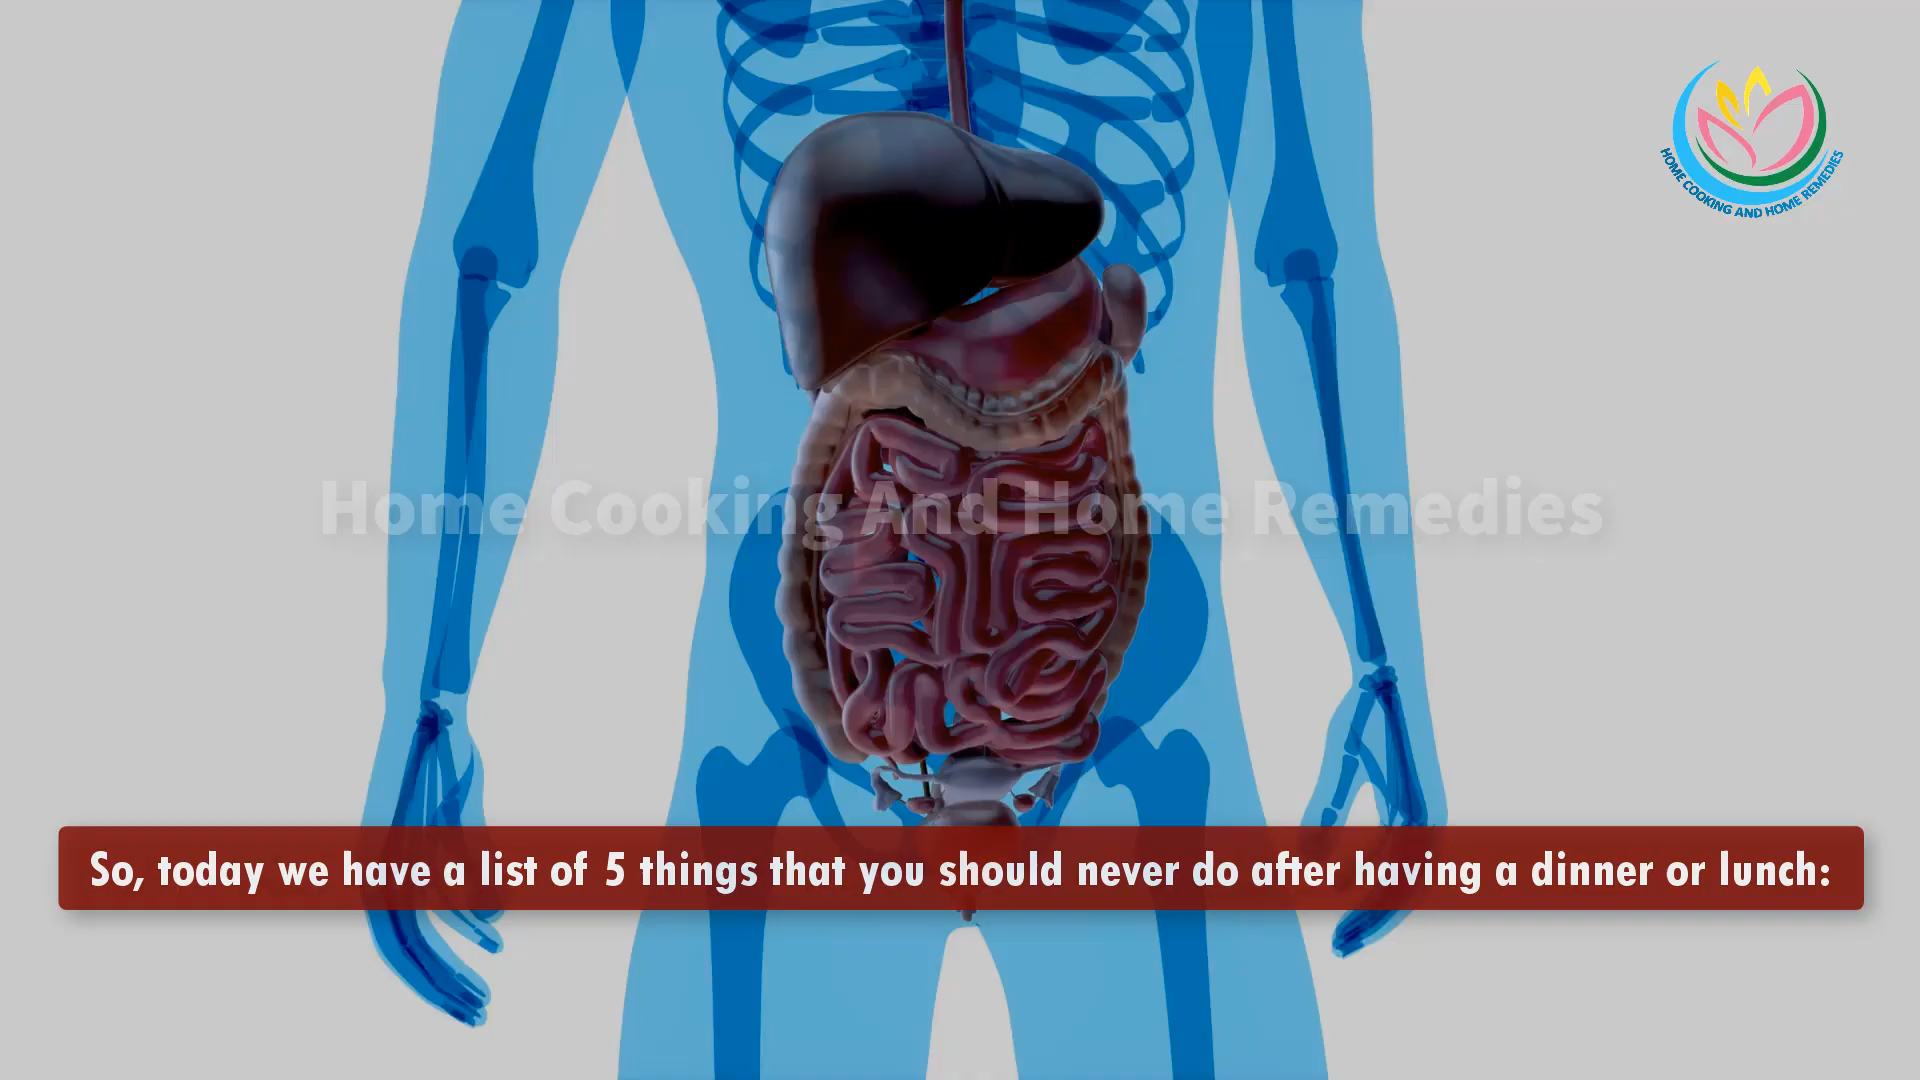 HOME COOKING AND HOME REMEDIES
Home Cooking And Home Remedies
So, today we have a list of 5 things that you should never do after having a dinner or lunch: